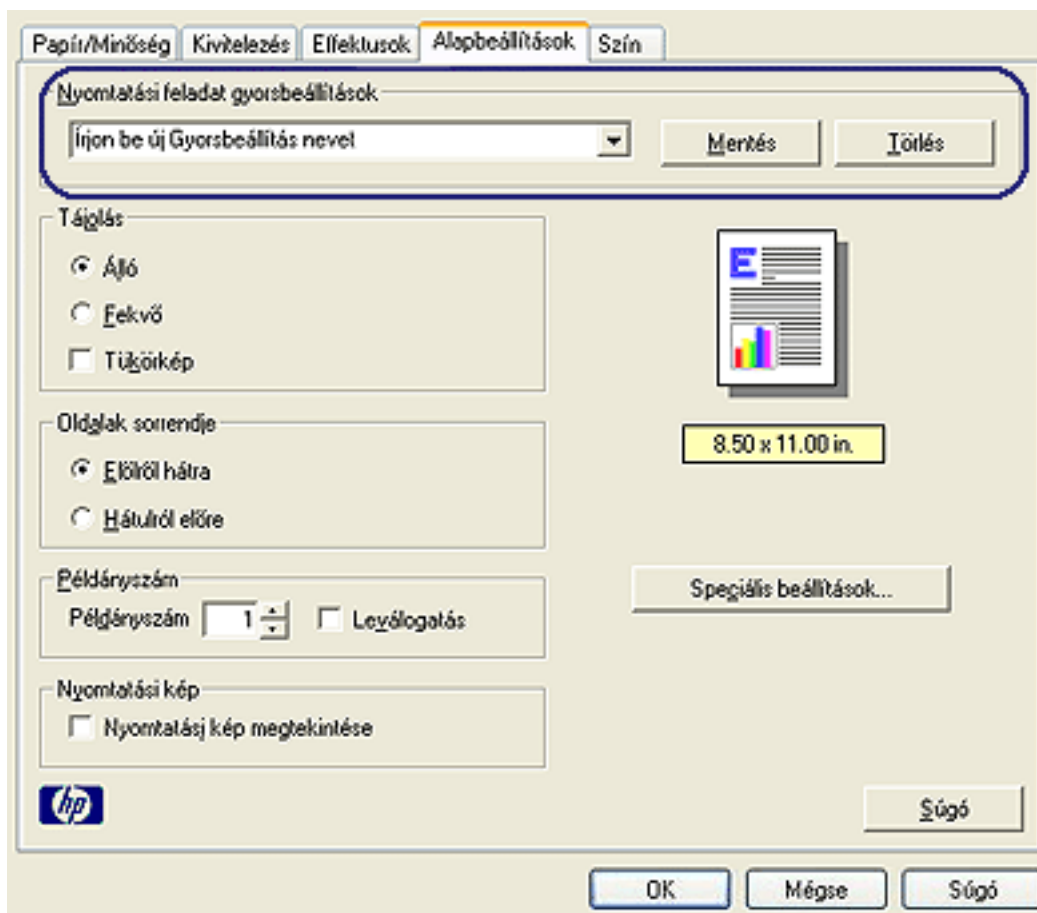 Papír/Minőség Kivitelezés Effektusok Alapbeállítások Szín
Nyomtatási feladat gyorsbeállítások
Írjon be új Gyorsbeállítás nevet Mentés Törlés
Tájolás
Álló
Fekvő
Tükörkép
E
8.50 x 11.00 in.
Oldalak sorrendje
Elölről hátra
Hátulról előre
Példányszám
Példányszám 1 Leválogatás
Speciális beállítások...
Nyomtatási kép
Nyomtatási kép megtekintése
hp
Súgó
OK Mégse Súgó